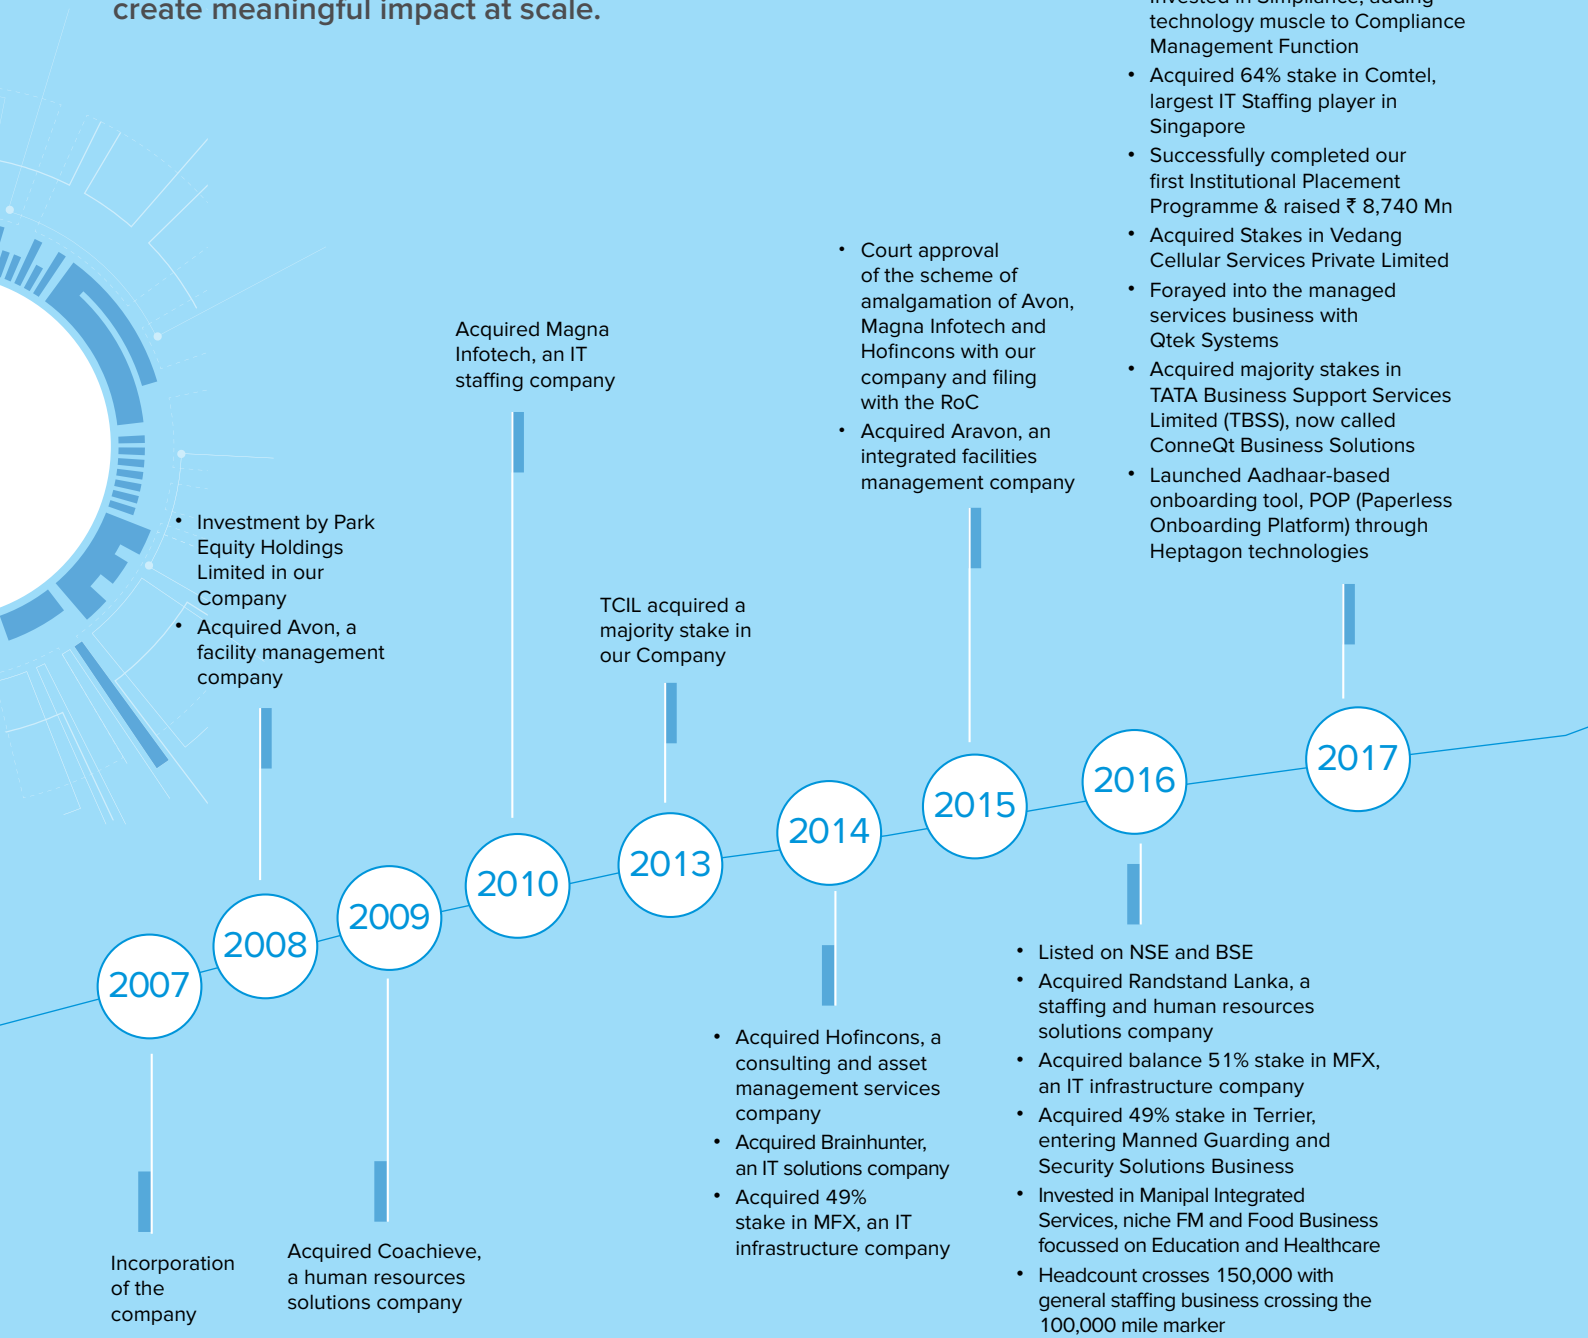 create meaningful impact at scale.
Invested in Simpliance, adding
technology muscle to Compliance
Management Function
• Acquired 64% stake in Comtel,
largest IT Staffing player in
Singapore
• Successfully completed our
first Institutional Placement
Programme & raised ₹ 8,740 Mn
• Acquired Stakes in Vedang
Cellular Services Private Limited
• Forayed into the managed
services business with
Qtek Systems
• Acquired majority stakes in
TATA Business Support Services
Limited (TBSS), now called
ConneQt Business Solutions
• Launched Aadhaar-based
onboarding tool, POP (Paperless
Onboarding Platform) through
Heptagon technologies
• Court approval
of the scheme of
amalgamation of Avon,
Magna Infotech and
Hofincons with our
company and filing
with the RoC
• Acquired Aravon, an
integrated facilities
management company
Acquired Magna
Infotech, an IT
staffing company
• Investment by Park
Equity Holdings
Limited in our
Company
• Acquired Avon, a
facility management
company
TCIL acquired a
majority stake in
our Company
2007
2008
2009
2010
2013
2014
2015
2016
2017
Incorporation
of the
company
Acquired Coachieve,
a human resources
solutions company
• Acquired Hofincons, a
consulting and asset
management services
company
• Acquired Brainhunter,
an IT solutions company
• Acquired 49%
stake in MFX, an IT
infrastructure company
• Listed on NSE and BSE
• Acquired Randstand Lanka, a
staffing and human resources
solutions company
• Acquired balance 51% stake in MFX,
an IT infrastructure company
• Acquired 49% stake in Terrier,
entering Manned Guarding and
Security Solutions Business
• Invested in Manipal Integrated
Services, niche FM and Food Business
focussed on Education and Healthcare
• Headcount crosses 150,000 with
general staffing business crossing the
100,000 mile marker